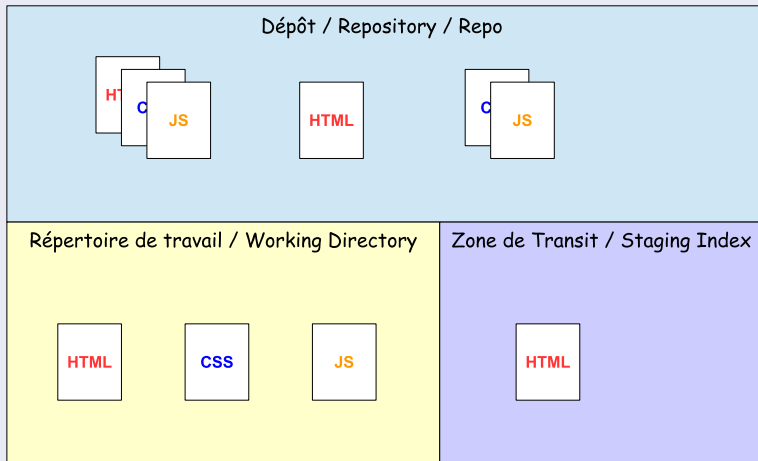 Dépôt / Repository / Repo
HT
C
JS
HTML
C
JS
Répertoire de travail / Working Directory
Zone de Transit / Staging Index
HTML
CSS
JS
HTML